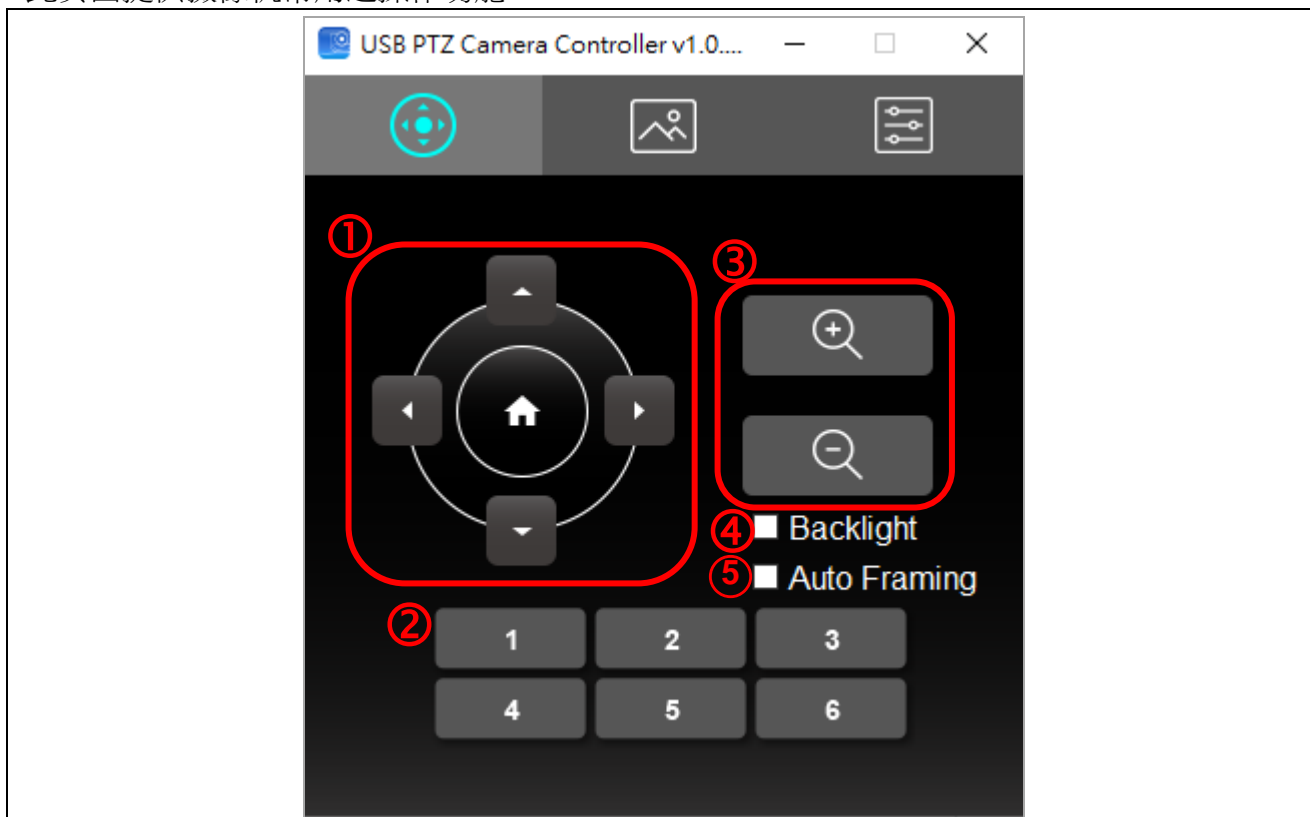 USB PTZ Camera Controller v1.0....
①
③
④ Backlight
⑤ Auto Framing
②
1 2 3
4 5 6